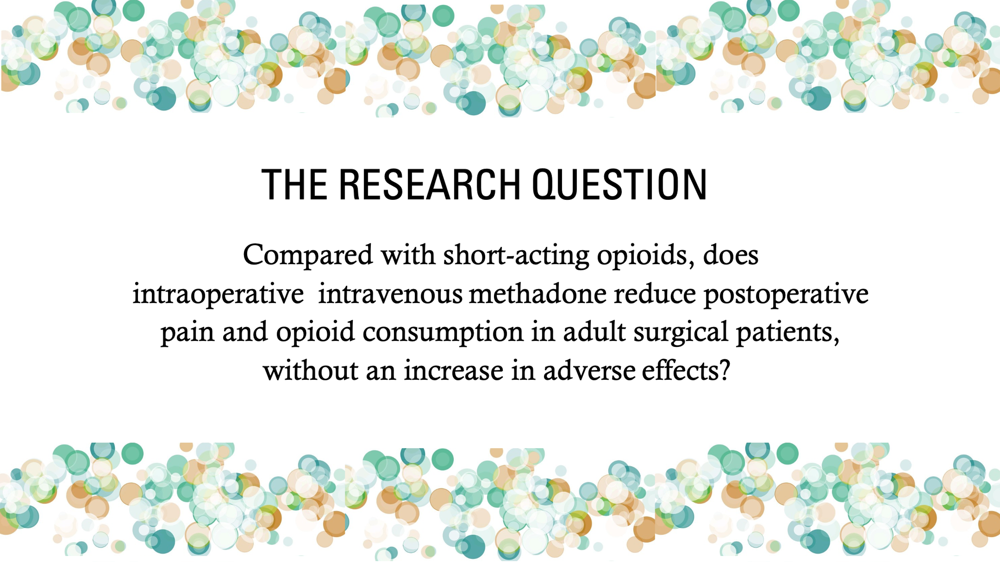 THE RESEARCH QUESTION
Compared with short-acting opioids, does
intraoperative  intravenous methadone reduce postoperative
pain and opioid consumption in adult surgical patients,
without an increase in adverse effects?